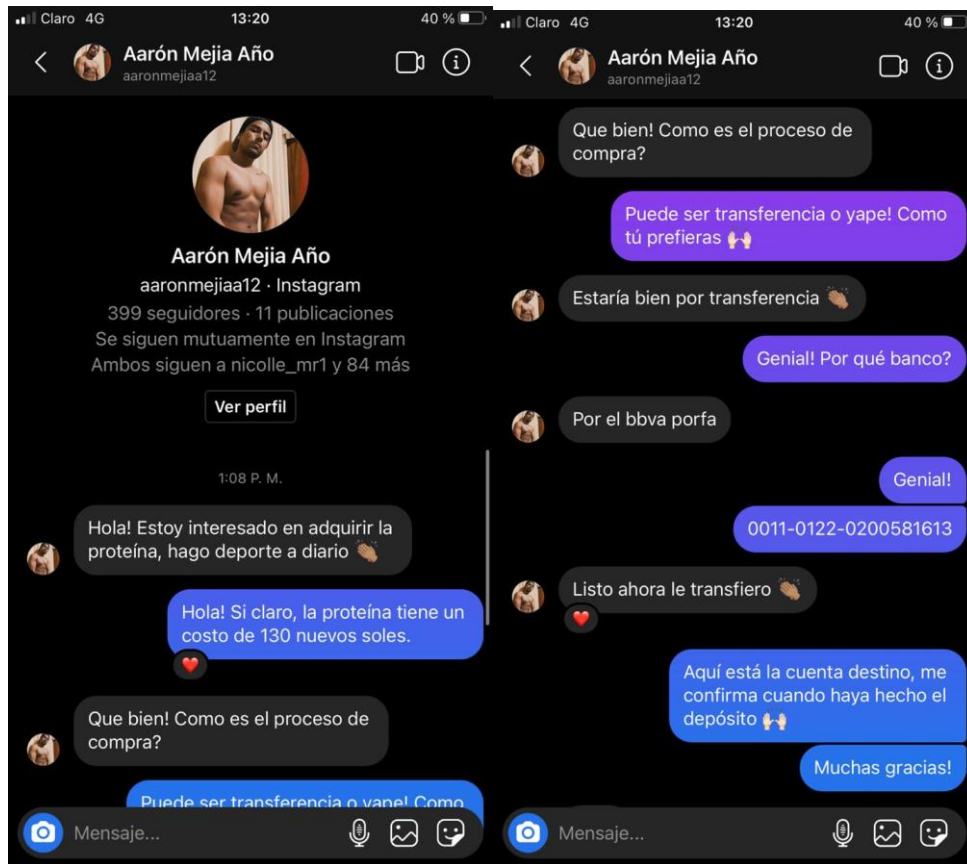 Claro 4G 13:20 40 %
Aarón Mejia Año
aaronmejiaa12
Aarón Mejia Año
aaronmejiaa12 · Instagram
399 seguidores · 11 publicaciones
Se siguen mutuamente en Instagram
Ambos siguen a nicolle_mr1 y 84 más
Ver perfil
1:08 P. M.
Hola! Estoy interesado en adquirir la
proteína, hago deporte a diario 👏🏽
Hola! Si claro, la proteína tiene un
costo de 130 nuevos soles.
❤️
Que bien! Como es el proceso de
compra?
Puede ser transferencia o yape! Como
Mensaje...
Claro 4G 13:20 40 %
Aarón Mejia Año
aaronmejiaa12
Que bien! Como es el proceso de
compra?
Puede ser transferencia o yape! Como
tú prefieras 🙌🏻
Estaría bien por transferencia 👏🏽
Genial! Por qué banco?
Por el bbva porfa
Genial!
0011-0122-0200581613
Listo ahora le transfiero 👏🏽
❤️
Aquí está la cuenta destino, me
confirma cuando haya hecho el
depósito 🙌🏻
Muchas gracias!
Mensaje...